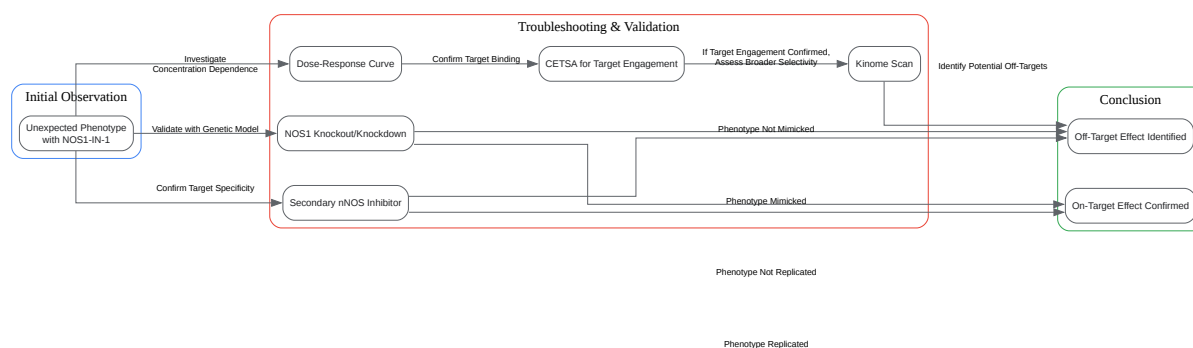 Troubleshooting & Validation
Investigate
Concentration Dependence
Dose-Response Curve
Confirm Target Binding
CETSA for Target Engagement
If Target Engagement Confirmed,
Assess Broader Selectivity
Kinome Scan
Identify Potential Off-Targets
Initial Observation
Unexpected Phenotype
with NOS1-IN-1
Validate with Genetic Model
NOS1 Knockout/Knockdown
Phenotype Not Mimicked
Conclusion
Off-Target Effect Identified
Confirm Target Specificity
Secondary nNOS Inhibitor
Phenotype Mimicked
On-Target Effect Confirmed
Phenotype Not Replicated
Phenotype Replicated